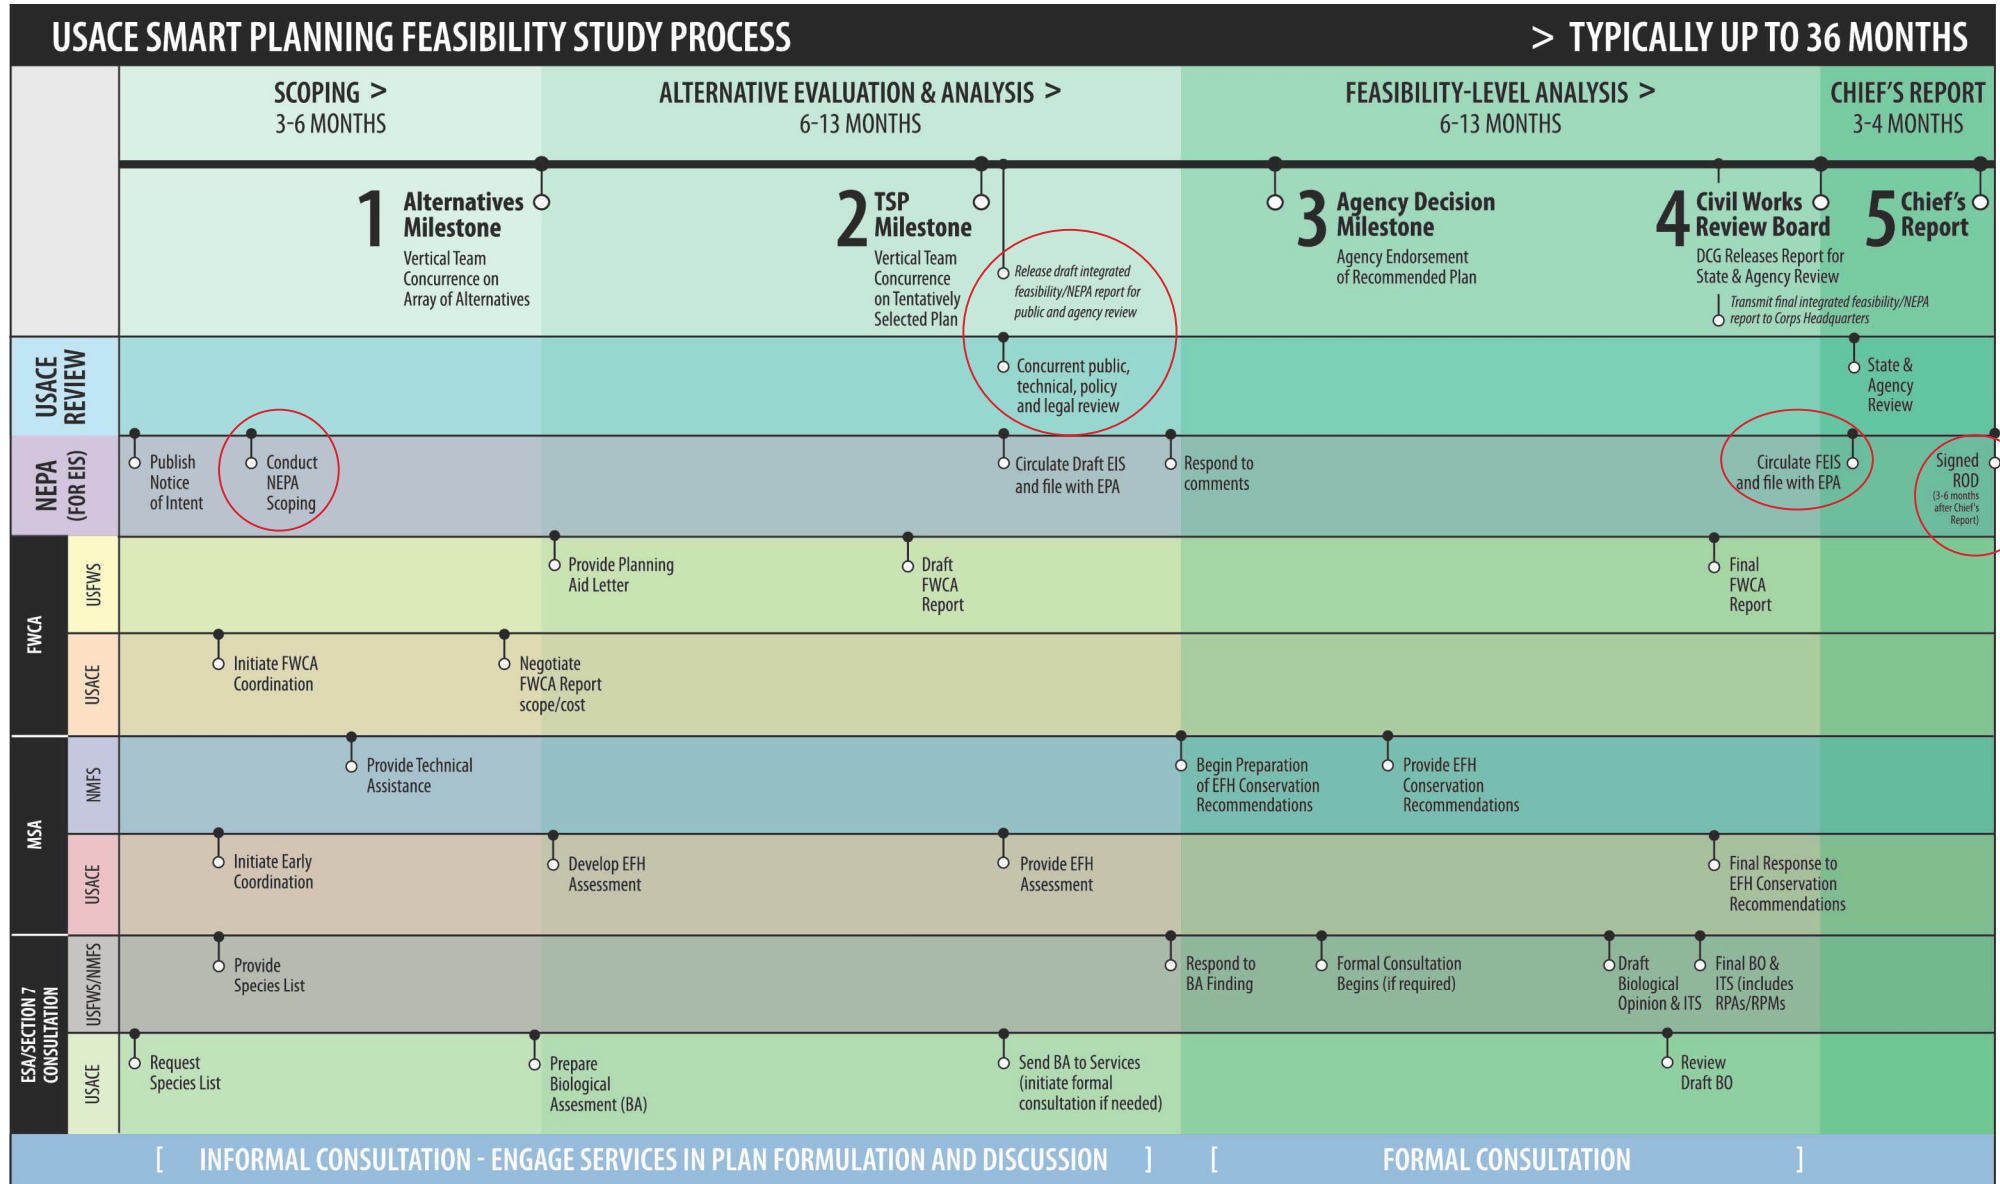 USACE SMART PLANNING FEASIBILITY STUDY PROCESS
> TYPICALLY UP TO 36 MONTHS
SCOPING >
3-6 MONTHS
ALTERNATIVE EVALUATION & ANALYSIS >
6-13 MONTHS
FEASIBILITY-LEVEL ANALYSIS >
6-13 MONTHS
CHIEF'S REPORT
3-4 MONTHS
1
Alternatives
Milestone
Vertical Team
Concurrence on
Array of Alternatives
2
TSP
Milestone
Vertical Team
Concurrence
on Tentatively
Selected Plan
Release draft integrated
feasibility/NEPA report for
public and agency review
3
Agency Decision
Milestone
Agency Endorsement
of Recommended Plan
4
Civil Works
Review Board
DCG Releases Report for
State & Agency Review
Transmit final integrated feasibility/NEPA
report to Corps Headquarters
5
Chief's
Report
USACE
REVIEW
Concurrent public,
technical, policy
and legal review
State &
Agency
Review
NEPA
(FOR EIS)
Publish
Notice
of Intent
Conduct
NEPA
Scoping
Circulate Draft EIS
and file with EPA
Respond to
comments
Circulate FEIS
and file with EPA
Signed
ROD
(3-6 months
after Chief's
Report)
FWCA
USFWS
Provide Planning
Aid Letter
Draft
FWCA
Report
Final
FWCA
Report
USACE
Initiate FWCA
Coordination
Negotiate
FWCA Report
scope/cost
MSA
NMFS
Provide Technical
Assistance
Begin Preparation
of EFH Conservation
Recommendations
Provide EFH
Conservation
Recommendations
USACE
Initiate Early
Coordination
Develop EFH
Assessment
Provide EFH
Assessment
Final Response to
EFH Conservation
Recommendations
ESA/SECTION 7
CONSULTATION
USFWS/NMFS
Provide
Species List
Respond to
BA Finding
Formal Consultation
Begins (if required)
Draft
Biological
Opinion & ITS
Final BO &
ITS (includes
RPAs/RPMs
USACE
Request
Species List
Prepare
Biological
Assesment (BA)
Send BA to Services
(initiate formal
consultation if needed)
Review
Draft BO
[ INFORMAL CONSULTATION - ENGAGE SERVICES IN PLAN FORMULATION AND DISCUSSION ]
[ FORMAL CONSULTATION ]